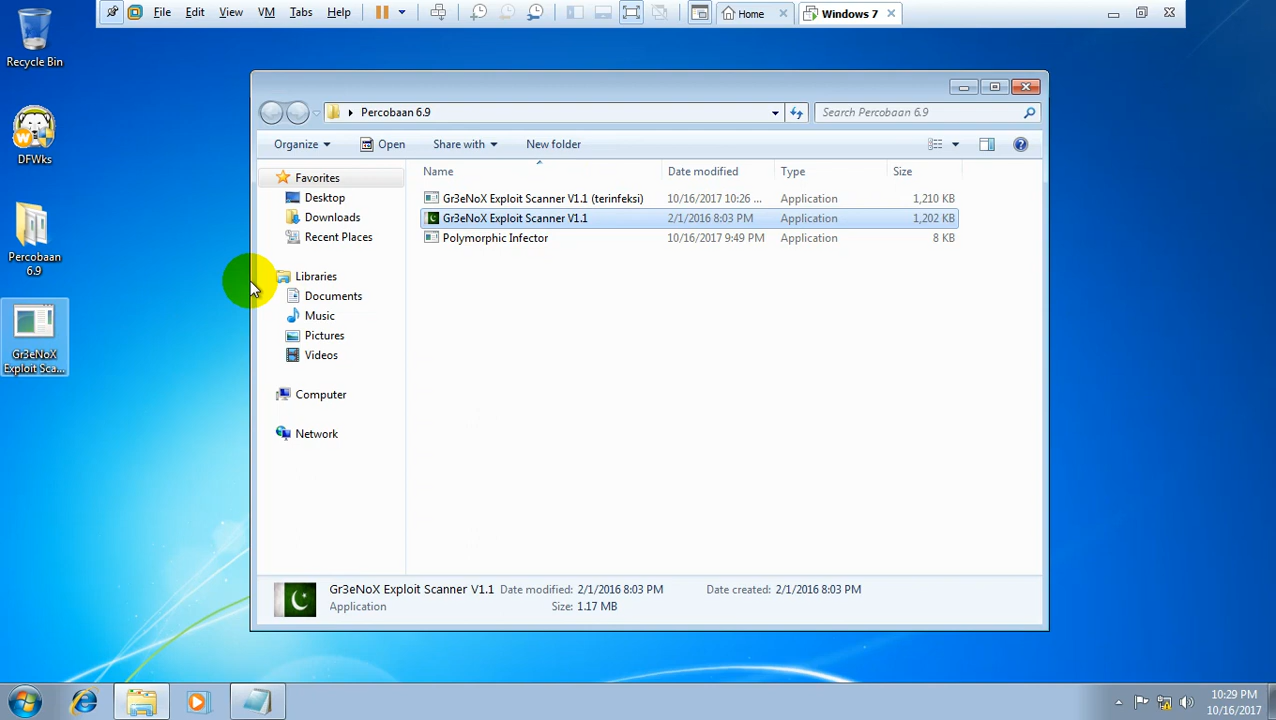 File Edit View VM Tabs Help Home Windows 7
Recycle Bin
DFWks
Percobaan
6.9
Gr3eNoX
Exploit Sca...
Percobaan 6.9
Search Percobaan 6.9
Organize Open Share with New folder
Name Date modified Type Size
Gr3eNoX Exploit Scanner V1.1 (terinfeksi) 10/16/2017 10:26 ... Application 1,210 KB
Gr3eNoX Exploit Scanner V1.1 2/1/2016 8:03 PM Application 1,202 KB
Polymorphic Infector 10/16/2017 9:49 PM Application 8 KB
Favorites
Desktop
Downloads
Recent Places
Libraries
Documents
Music
Pictures
Videos
Computer
Network
Gr3eNoX Exploit Scanner V1.1 Date modified: 2/1/2016 8:03 PM Date created: 2/1/2016 8:03 PM
Application Size: 1.17 MB
10:29 PM
10/16/2017